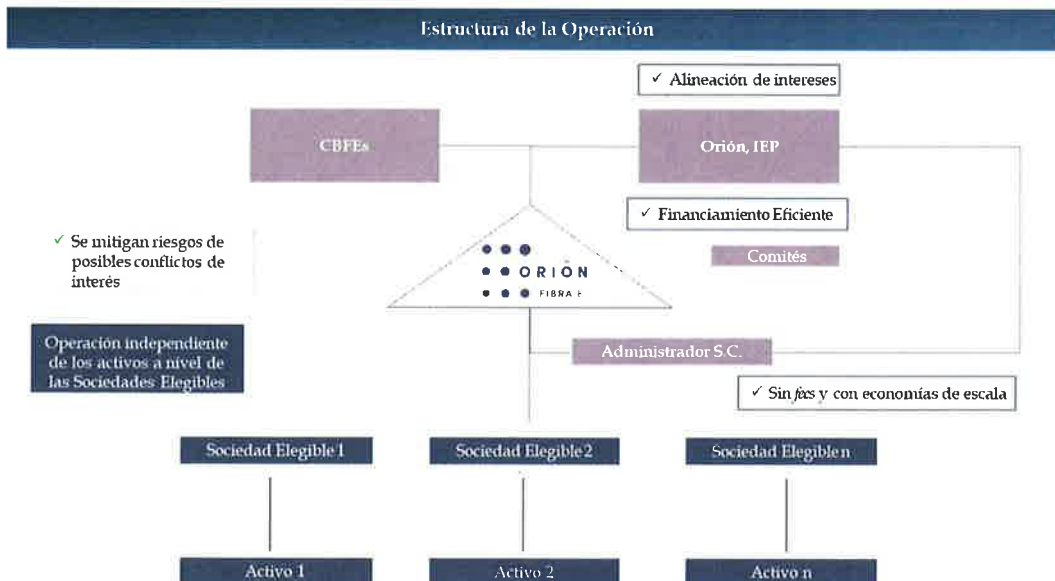 Estructura de la Operación
✓ Alineación de intereses
CBFEs
Orión, IEP
✓ Financiamiento Eficiente
✓ Se mitigan riesgos de
posibles conflictos de
interés
ORIÓN
FIBRA E
Comités
Operación independiente
de los activos a nivel de
las Sociedades Elegibles
Administrador S.C.
✓ Sin fees y con economías de escala
Sociedad Elegible 1
Sociedad Elegible 2
Sociedad Elegible n
Activo 1
Activo 2
Activo n